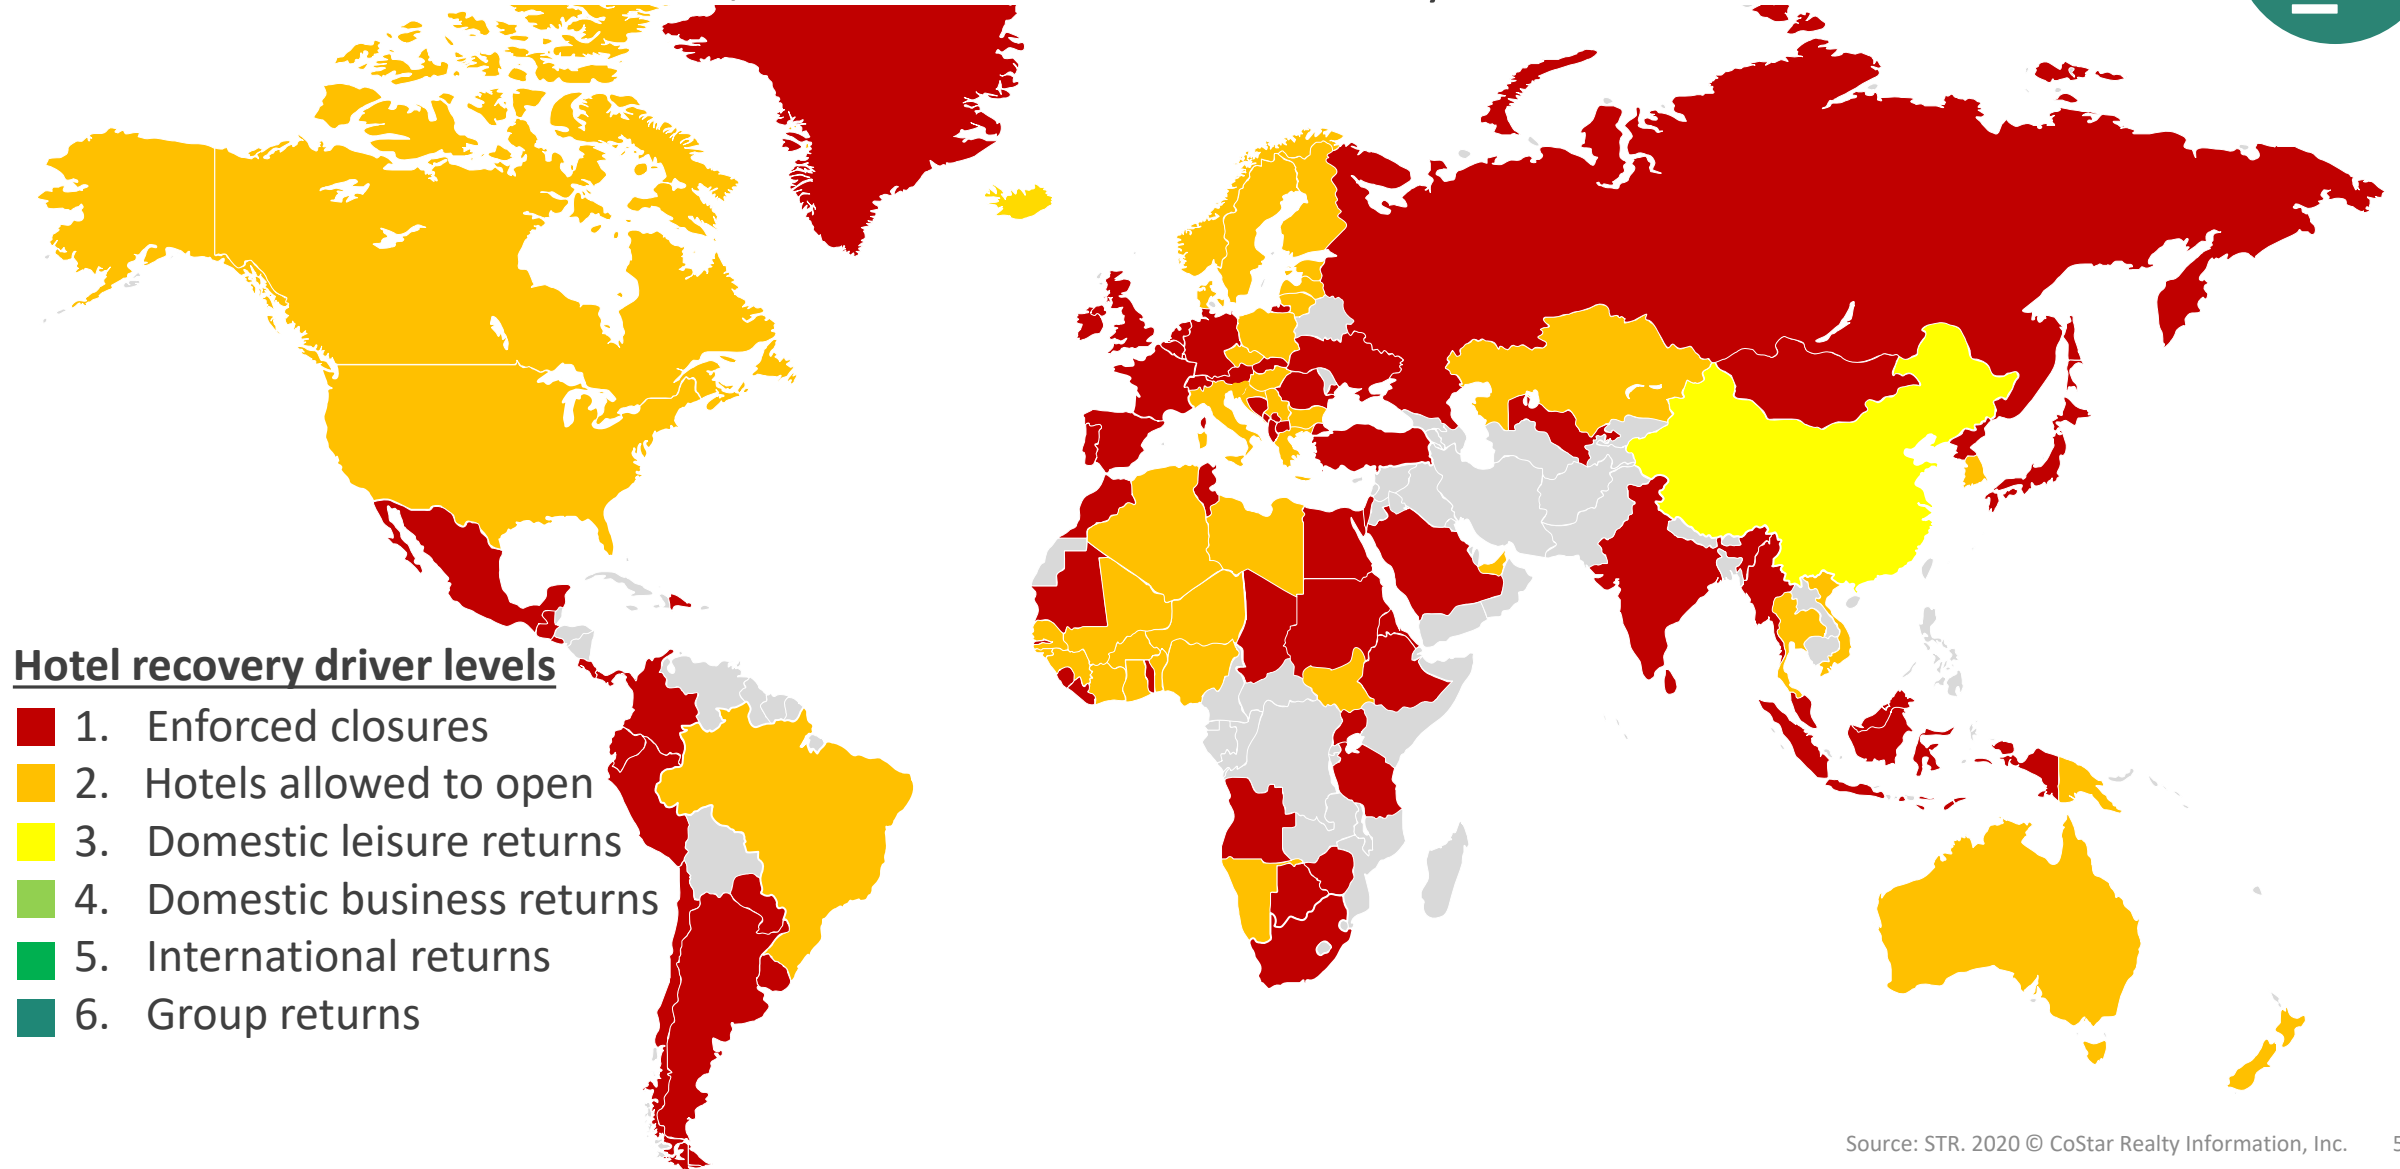 Hotel recovery driver levels
1. Enforced closures
2. Hotels allowed to open
3. Domestic leisure returns
4. Domestic business returns
5. International returns
6. Group returns
Source: STR. 2020 © CoStar Realty Information, Inc. 5